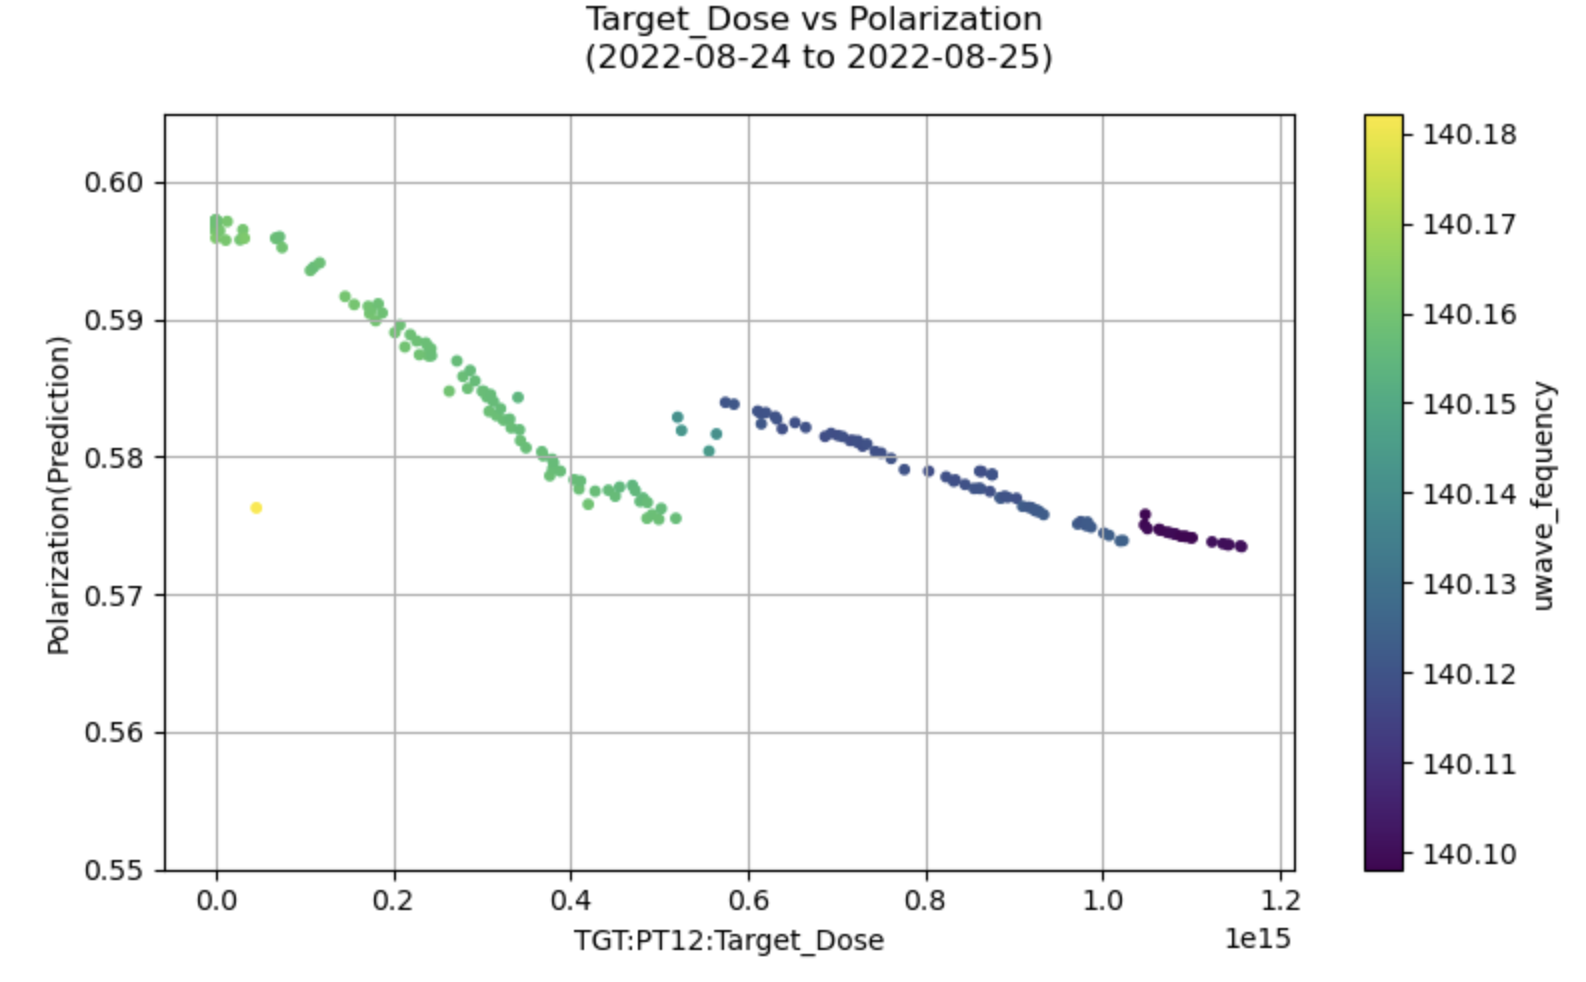 Target_Dose vs Polarization
(2022-08-24 to 2022-08-25)
Polarization(Prediction)
0.60
0.59
0.58
0.57
0.56
0.55
0.0 0.2 0.4 0.6 0.8 1.0 1.2
1e15
TGT:PT12:Target_Dose
140.18
140.17
140.16
140.15
140.14
140.13
140.12
140.11
140.10
uwave_fequency